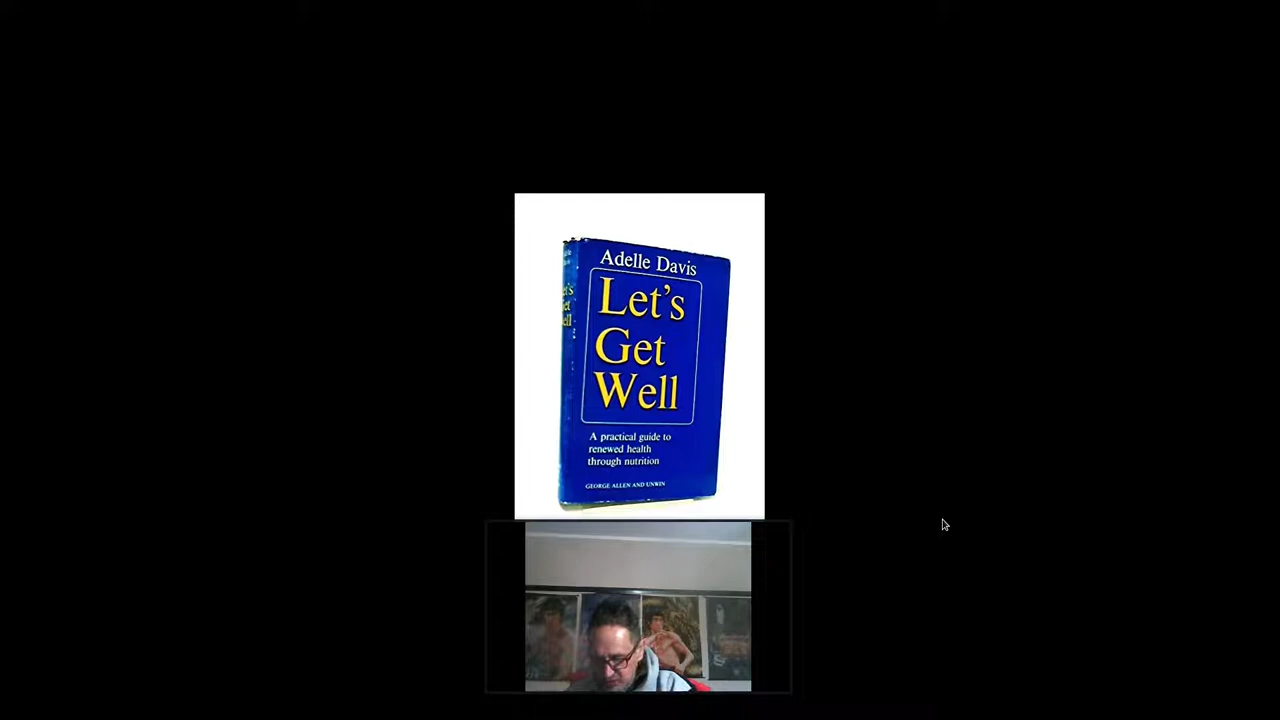 Adelle Davis
Let's
Get
Well
A practical guide to
renewed health
through nutrition
GEORGE ALLEN AND UNWIN